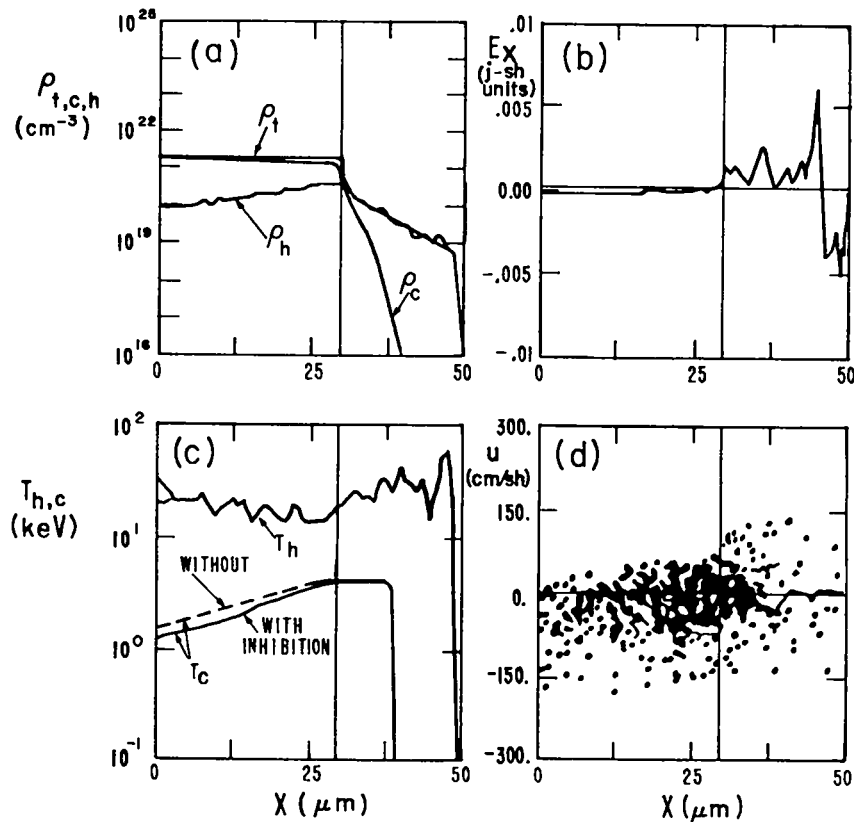 10²⁵
(a)
ρt,c,h
(cm⁻³)
10²²
ρt
10¹⁹
ρh
ρc
10¹⁶
0
25
50
.01
Ex
(j-sh
units)
(b)
.005
0.00
-.005
-.01
0
25
50
10²
(c)
Th,c
(keV)
10¹
Th
WITHOUT
10⁰
WITH
INHIBITION
Tc
10⁻¹
0
25
50
X (μm)
300.
u
(cm/sh)
(d)
150.
0.
-150.
-300.
0
25
50
X (μm)